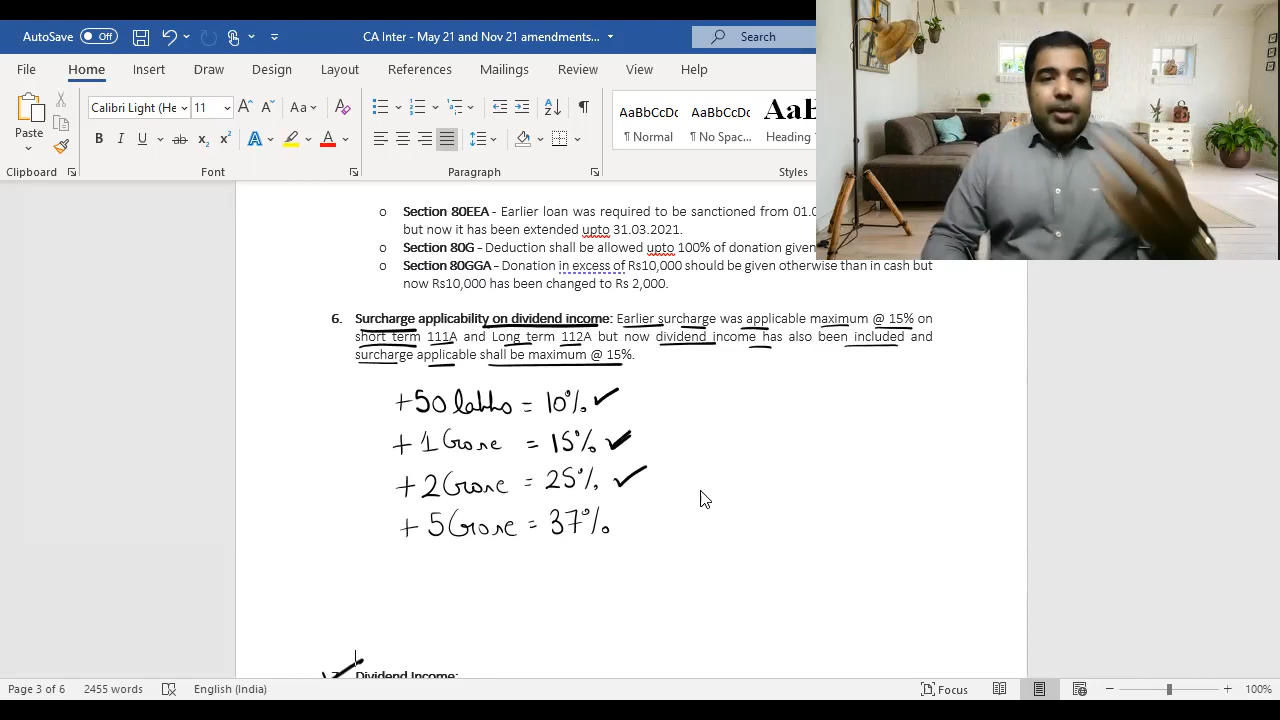 AutoSave Off CA Inter - May 21 and Nov 21 amendments... Search
File Home Insert Draw Design Layout References Mailings Review View Help
Calibri Light (He 11 Aa
Paste
B I U ab x₂ x² A A
AaBbCcDc AaBbCcDc AaB
¶ Normal ¶ No Spac... Heading
Clipboard Font Paragraph Styles
o Section 80EEA - Earlier loan was required to be sanctioned from
but now it has been extended upto 31.03.2021.
o Section 80G - Deduction shall be allowed upto 100% of donation given
o Section 80GGA - Donation in excess of Rs10,000 should be given otherwise than in cash but
now Rs10,000 has been changed to Rs 2,000.
6. Surcharge applicability on dividend income: Earlier surcharge was applicable maximum @ 15% on
short term 111A and Long term 112A but now dividend income has also been included and
surcharge applicable shall be maximum @ 15%.
+50 lakhs = 10%
+ 1 Crore = 15%
+ 2 Crore = 25%
+ 5 Crore = 37%
Dividend Income:
Page 3 of 6 2455 words English (India) Focus 100%